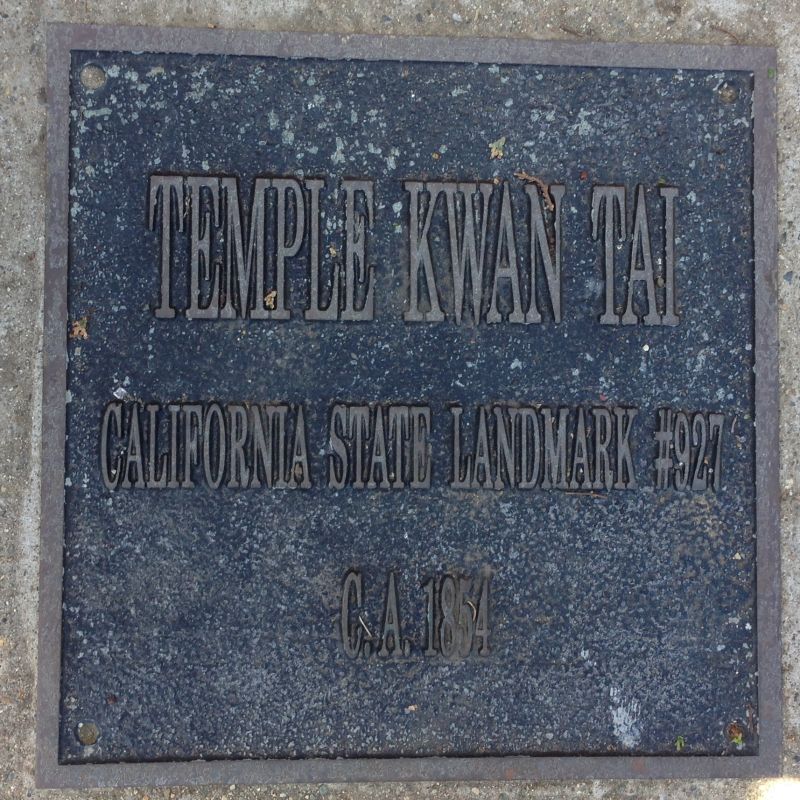 TEMPLE KWAN TAI
CALIFORNIA STATE LANDMARK #927
C. A. 1854